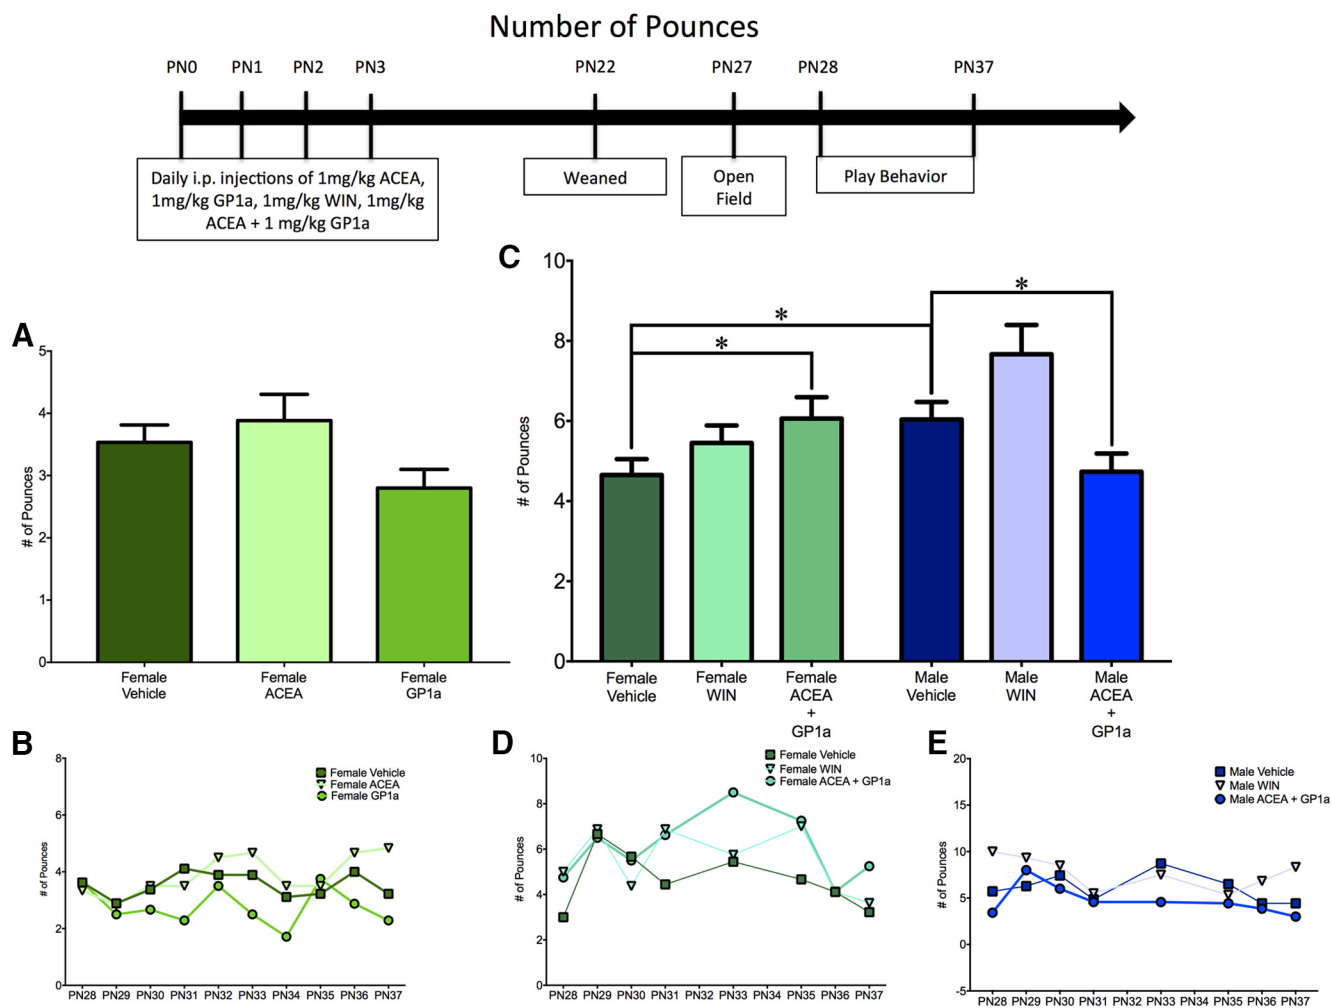 Number of Pounces
PN0 PN1 PN2 PN3 PN22 PN27 PN28 PN37
Daily i.p. injections of 1mg/kg ACEA,
1mg/kg GP1a, 1mg/kg WIN, 1mg/kg
ACEA + 1 mg/kg GP1a
Weaned
Open
Field
Play Behavior
A
# of Pounces
5
4
3
2
1
0
Female
Vehicle
Female
ACEA
Female
GP1a
C
# of Pounces
10
8
6
4
2
0
*
*
*
Female
Vehicle
Female
WIN
Female
ACEA
+
GP1a
Male
Vehicle
Male
WIN
Male
ACEA
+
GP1a
B
# of Pounces
8
6
4
2
0
Female Vehicle
Female ACEA
Female GP1a
PN28 PN29 PN30 PN31 PN32 PN33 PN34 PN35 PN36 PN37
D
# of Pounces
10
8
6
4
2
0
Female Vehicle
Female WIN
Female ACEA + GP1a
PN28 PN29 PN30 PN31 PN32 PN33 PN34 PN35 PN36 PN37
E
# of Pounces
20
15
10
5
0
-5
Male Vehicle
Male WIN
Male ACEA + GP1a
PN28 PN29 PN30 PN31 PN32 PN33 PN34 PN35 PN36 PN37